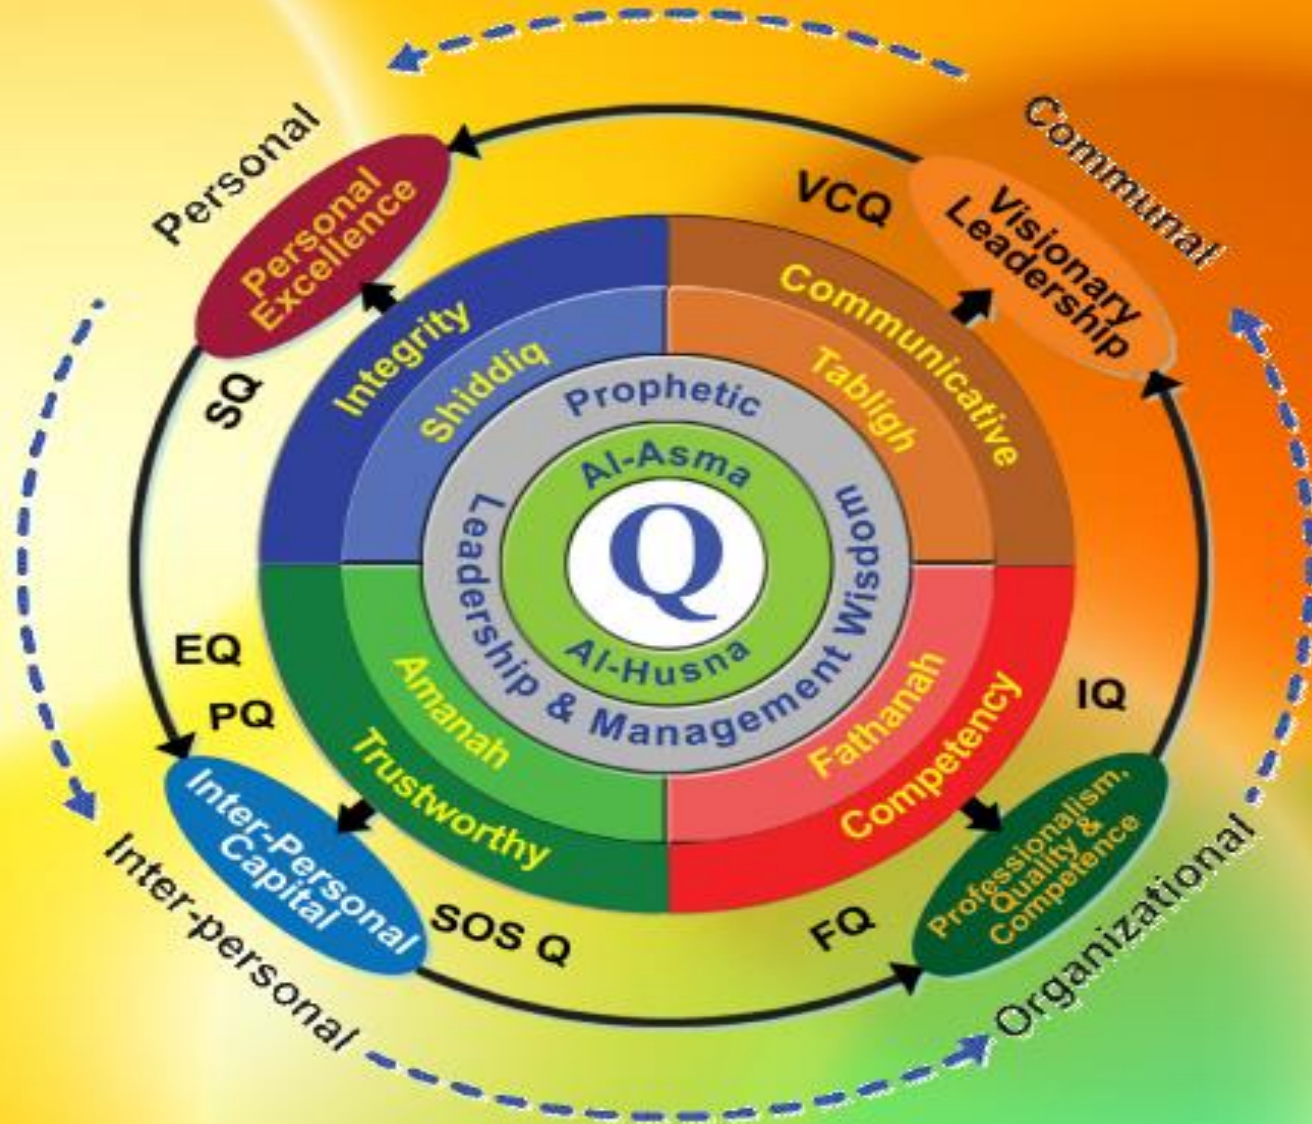 Personal
Communal
Personal
Excellence
Visionary
Leadership
VCQ
SQ
Integrity
Shiddiq
Communicative
Tabligh
Prophetic
Leadership & Management Wisdom
Al-Asma
Q
Al-Husna
EQ
PQ
IQ
Amanah
Trustworthy
Fathanah
Competency
Inter-Personal
Capital
Professionalism,
Quality &
Competence
SOS Q
FQ
Inter-personal
Organizational